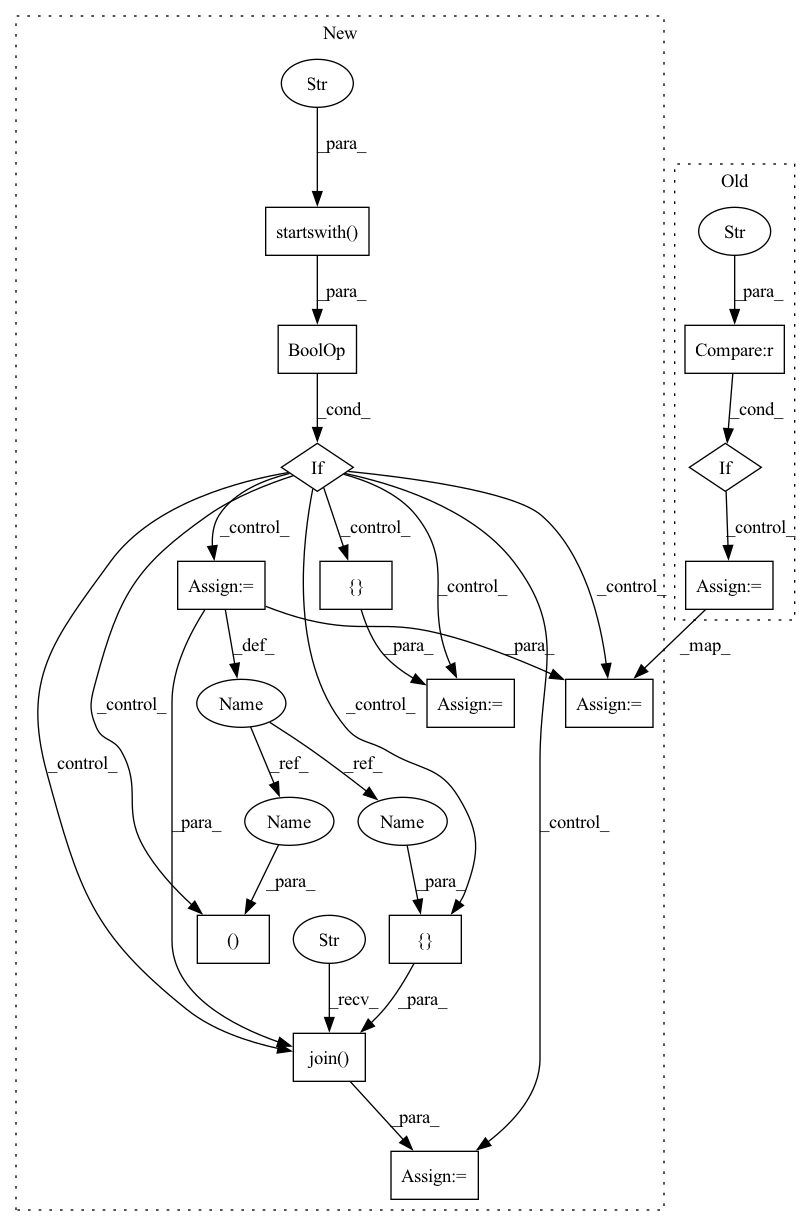 New
Str
_para_
Old
startswith()
Str
_para_
_para_
BoolOp
Compare:r
_cond_
_cond_
If
If
_control_
_control_
_control_
_control_
_control_
Assign:=
{}
Assign:=
_def_
_para_
_para_
_map_
Name
_control_
_control_
Assign:=
Assign:=
_control_
_ref_
_ref_
_para_
Name
Name
_control_
_para_
_para_
()
Str
{}
_recv_
_para_
join()
_para_
Assign:=